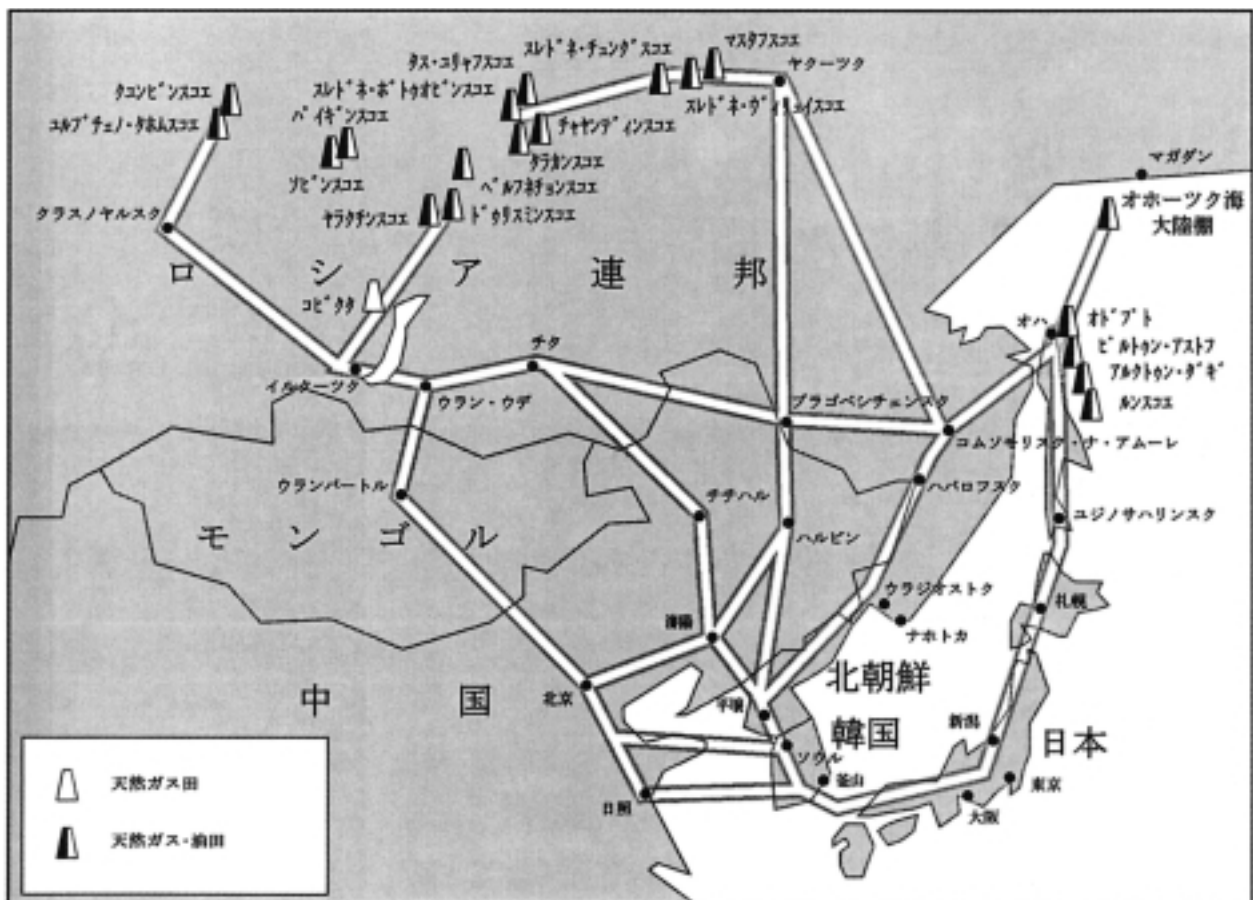 マスタフスコエ
スレドネ・チュングスコエ
タス・ユリャフスコエ
ヤクーツク
クユンビンスコエ
スレドネ・ボトゥオビンスコエ
スレドネ・ヴィリュイスコエ
ユルブチェノ・タホムスコエ
バイギンスコエ
チャヤンディンスコエ
タラカンスコエ
マガダン
ソビンスコエ
ベルフネチョンスコエ
オホーツク海
大陸棚
クラスノヤルスク
ヤラクチンスコエ
ドゥリスミンスコエ
ロシア連邦
コビクタ
オハ
オドプト
チタ
ピルトゥン・アストフ
アルクトゥン・ダギ
イルクーツク
ウラン・ウデ
ブラゴベシチェンスク
ルンスコエ
コムソモリスク・ナ・アムーレ
ウランバートル
ハバロフスク
チチハル
ハルビン
ユジノサハリンスク
モンゴル
ウラジオストク
札幌
ナホトカ
瀋陽
北朝鮮
中国
北京
平壌
韓国
新潟
日本
ソウル
釜山
東京
日照
大阪
天然ガス田
天然ガス・油田